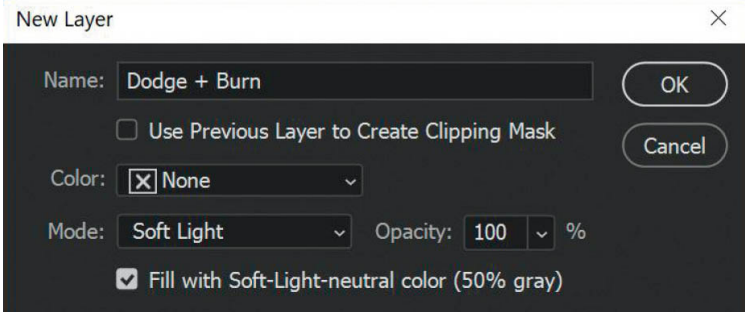 New Layer
Name: Dodge + Burn
OK
Use Previous Layer to Create Clipping Mask
Cancel
Color: None
Mode: Soft Light Opacity: 100 %
Fill with Soft-Light-neutral color (50% gray)